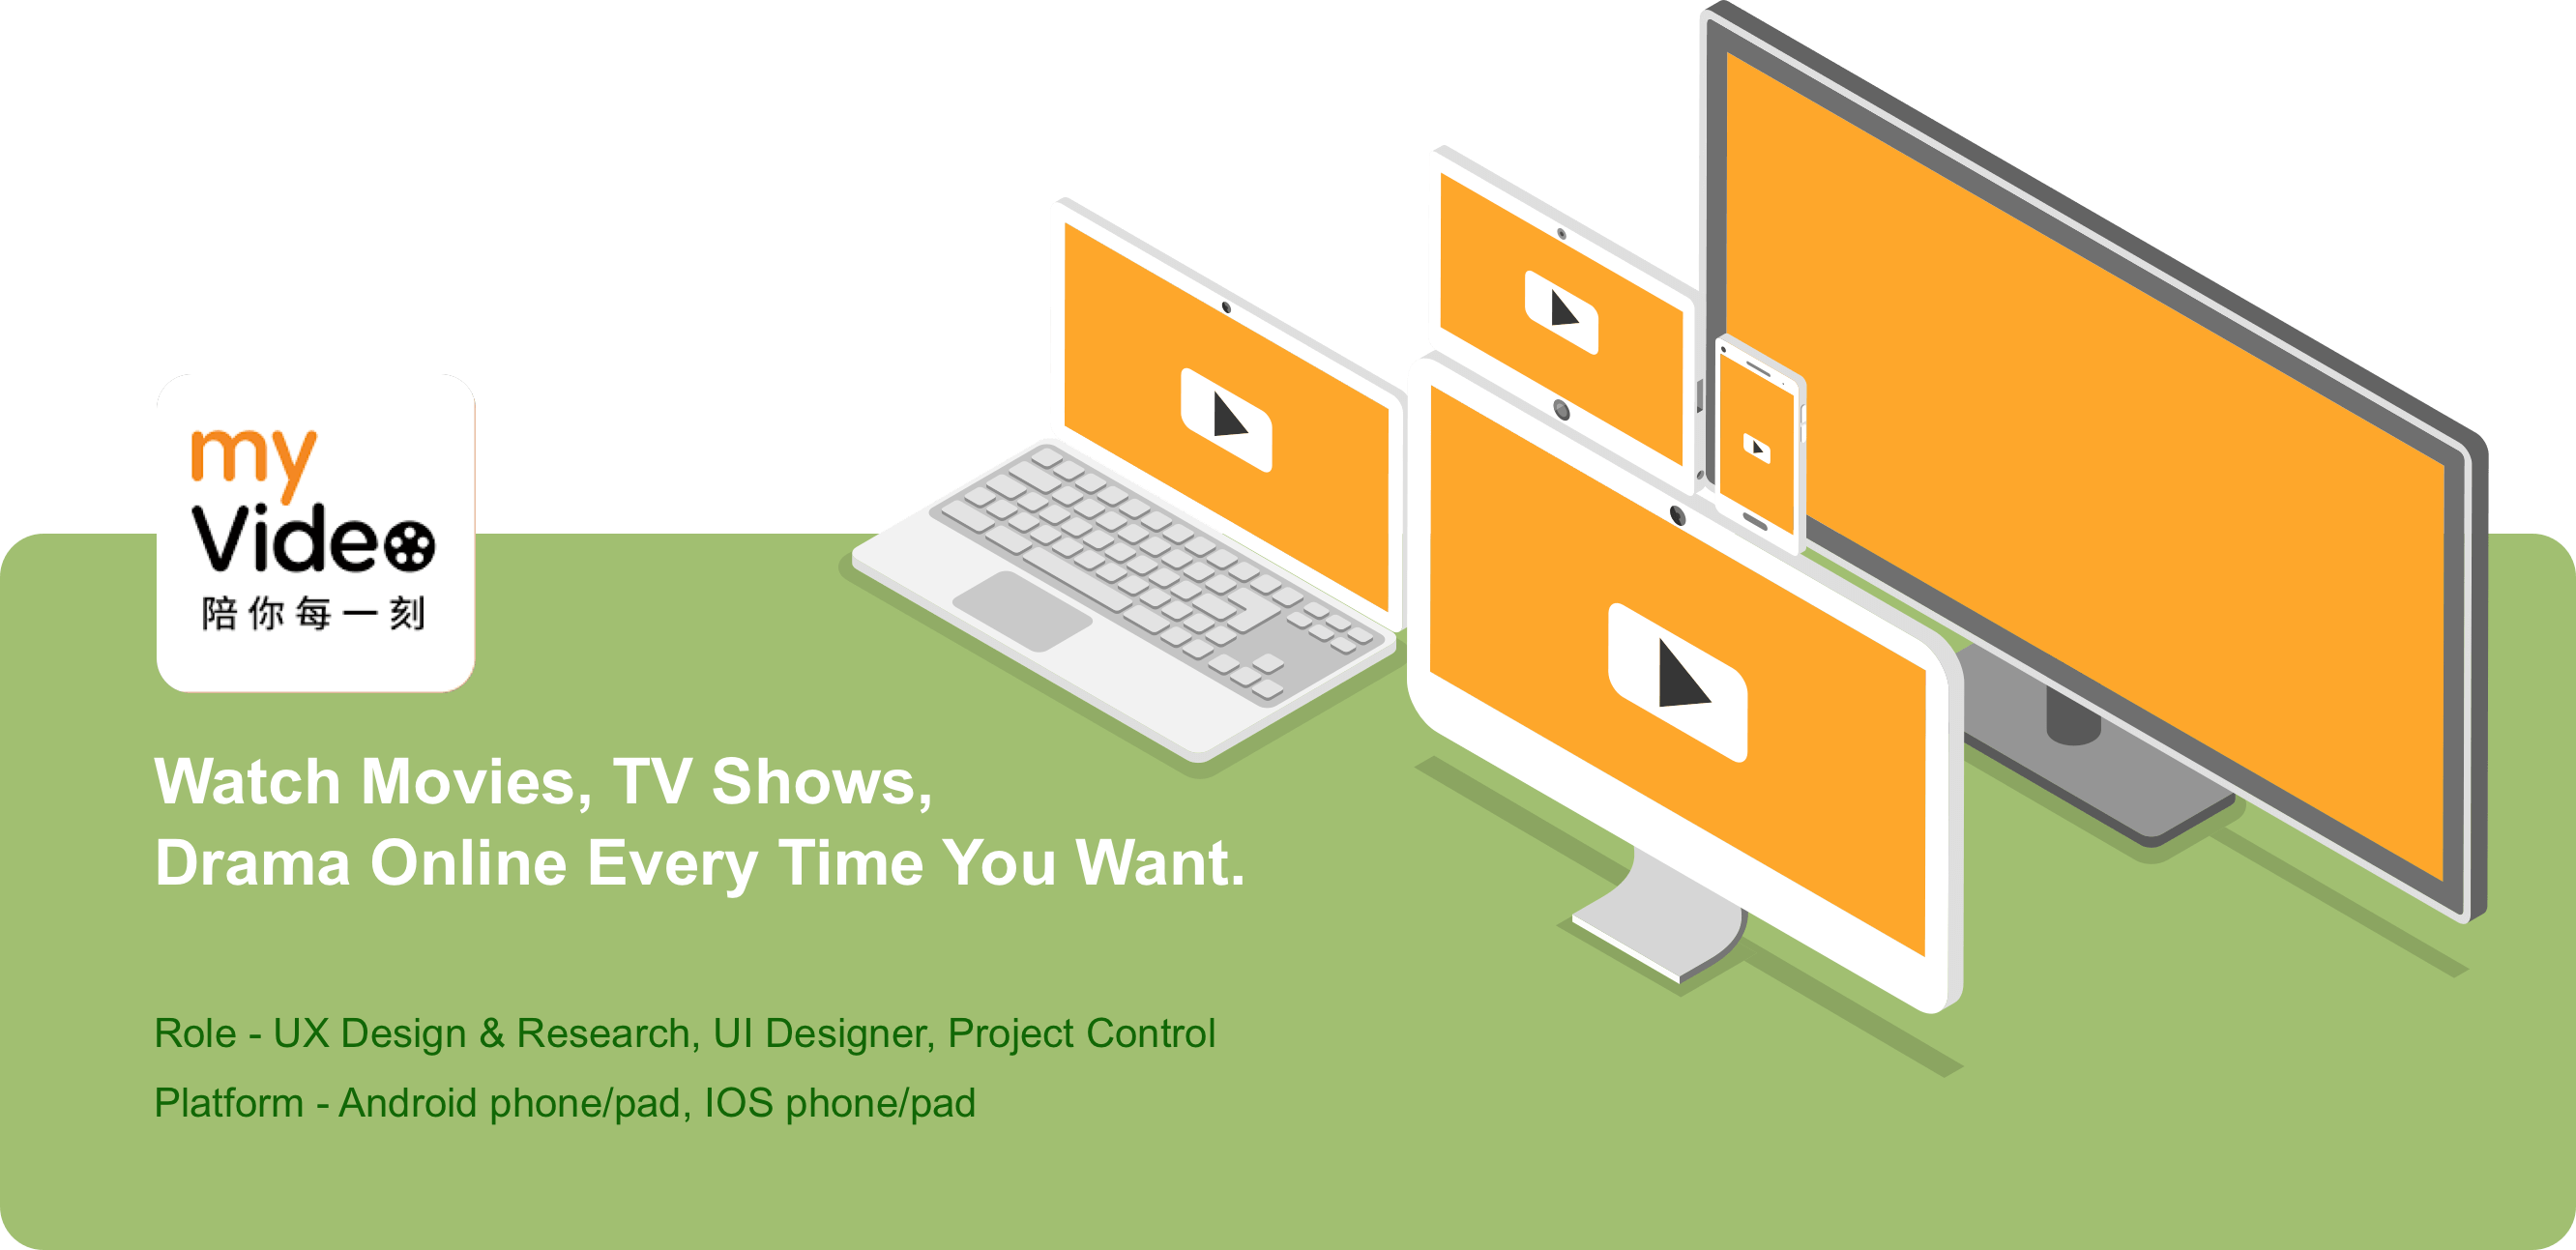 my
Video
陪你每一刻
Watch Movies, TV Shows,
Drama Online Every Time You Want.
Role - UX Design & Research, UI Designer, Project Control
Platform - Android phone/pad, IOS phone/pad